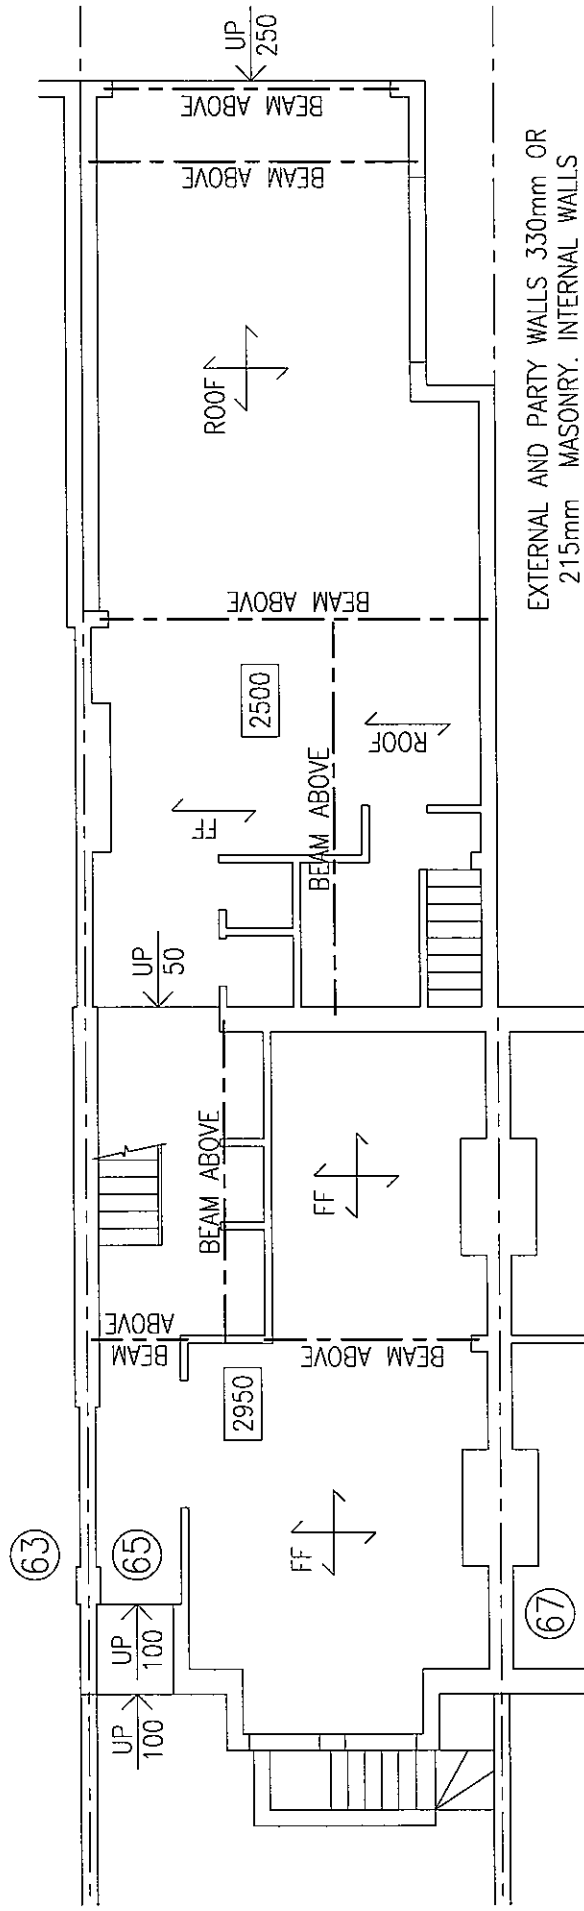 63
65
67
UP
100
UP
100
FF
2950
BEAM
ABOVE
BEAM ABOVE
BEAM ABOVE
FF
UP
50
FF
2500
BEAM ABOVE
ROOF
BEAM ABOVE
ROOF
BEAM ABOVE
BEAM ABOVE
UP
250
EXTERNAL AND PARTY WALLS 330mm OR
215mm MASONRY. INTERNAL WALLS